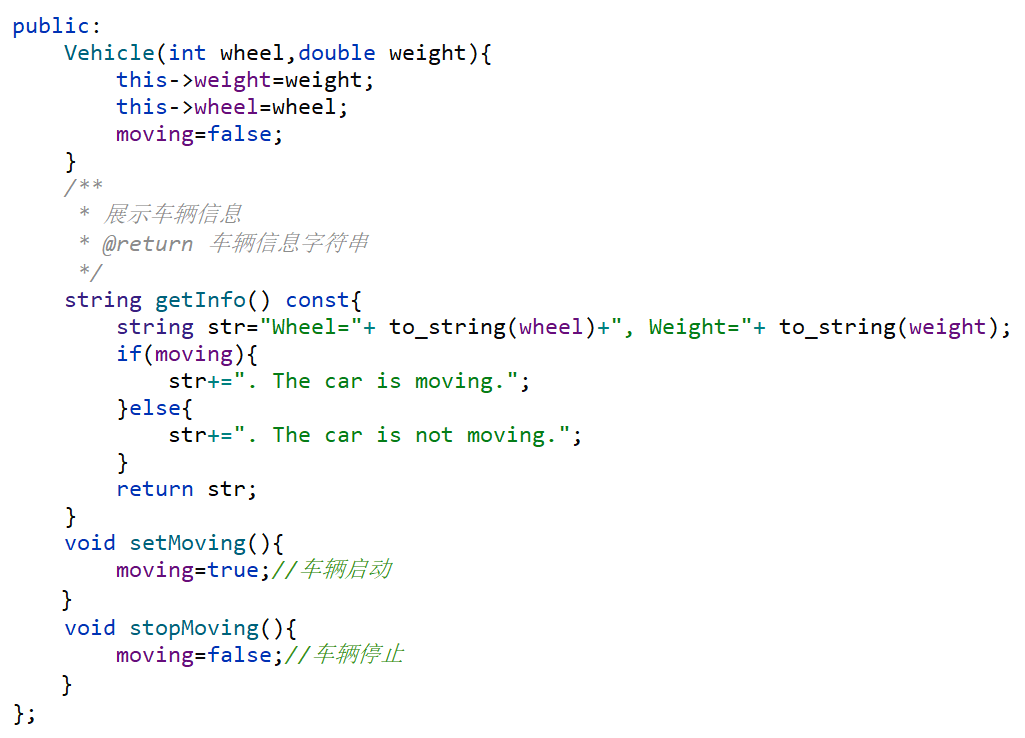 public:
    Vehicle(int wheel,double weight){
        this->weight=weight;
        this->wheel=wheel;
        moving=false;
    }
    /**
     * 展示车辆信息
     * @return 车辆信息字符串
     */
    string getInfo() const{
        string str="Wheel="+ to_string(wheel)+", Weight="+ to_string(weight);
        if(moving){
            str+=". The car is moving.";
        }else{
            str+=". The car is not moving.";
        }
        return str;
    }
    void setMoving(){
        moving=true;//车辆启动
    }
    void stopMoving(){
        moving=false;//车辆停止
    }
};